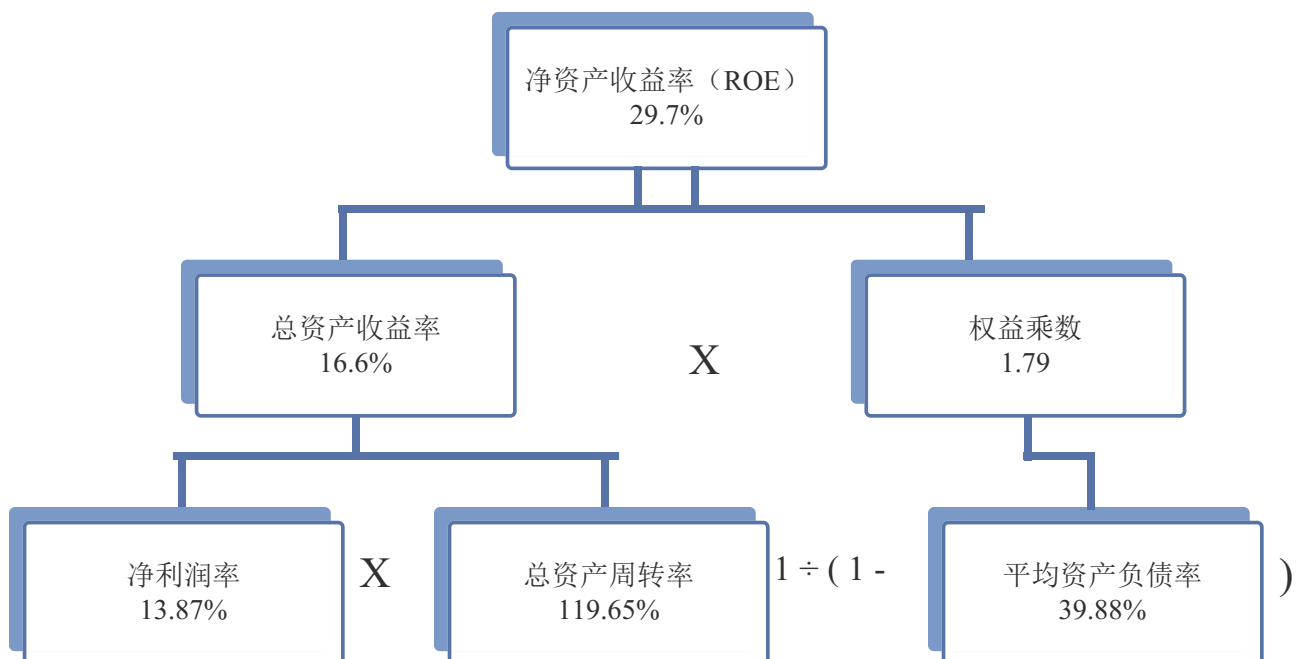 净资产收益率（ROE）
29.7%
总资产收益率
16.6%
X
权益乘数
1.79
净利润率
13.87%
X
总资产周转率
119.65%
1 ÷ ( 1 -
平均资产负债率
39.88%
)